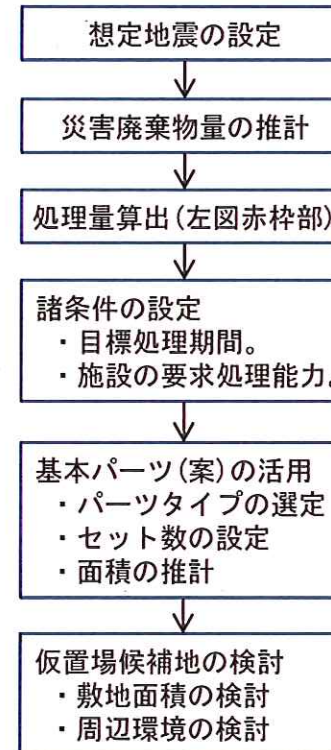 想定地震の設定
災害廃棄物量の推計
処理量算出(左図赤枠部)
諸条件の設定
・目標処理期間。
・施設の要求処理能力。
基本パーツ(案)の活用
・パーツタイプの選定
・セット数の設定
・面積の推計
仮置場候補地の検討
・敷地面積の検討
・周辺環境の検討